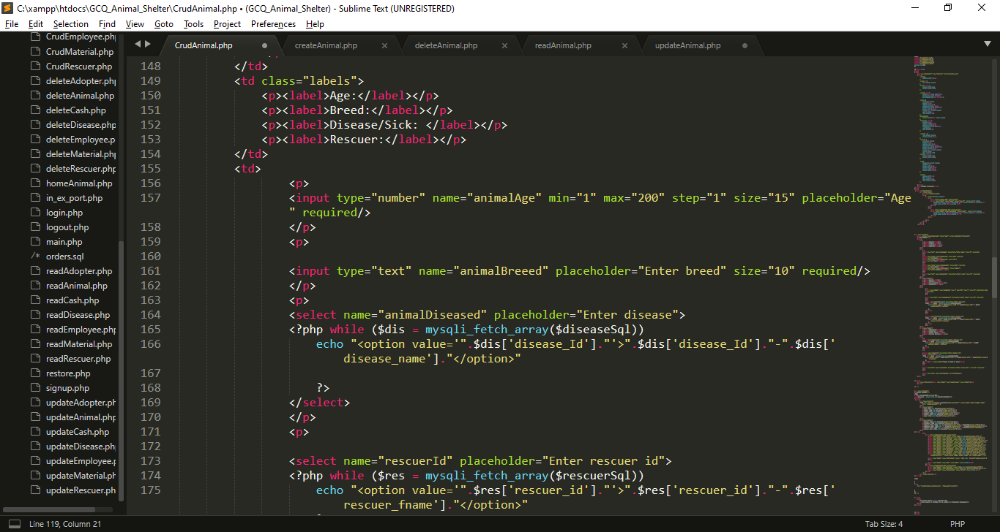 C:\xampp\htdocs\GCQ_Animal_Shelter\CrudAnimal.php • (GCQ_Animal_Shelter) - Sublime Text (UNREGISTERED)
File Edit Selection Find View Goto Tools Project Preferences Help
CrudEmployee.ph
CrudMaterial.php
CrudRescuer.php
deleteAdopter.php
deleteAnimal.php
deleteCash.php
deleteDisease.php
deleteEmployee.p
deleteMaterial.php
deleteRescuer.php
homeAnimal.php
in_ex_port.php
login.php
logout.php
main.php
/* orders.sql
readAdopter.php
readAnimal.php
readCash.php
readDisease.php
readEmployee.php
readMaterial.php
readRescuer.php
restore.php
signup.php
updateAdopter.ph
updateAnimal.php
updateCash.php
updateDisease.ph
updateEmployee.p
updateMaterial.ph
updateRescuer.ph
CrudAnimal.php createAnimal.php deleteAnimal.php readAnimal.php updateAnimal.php
148 </td>
149 <td class="labels">
150 <p><label>Age:</label></p>
151 <p><label>Breed:</label></p>
152 <p><label>Disease/Sick: </label></p>
153 <p><label>Rescuer:</label></p>
154 </td>
155 <td>
156 <p>
157 <input type="number" name="animalAge" min="1" max="200" step="1" size="15" placeholder="Age
" required/>
158 </p>
159 <p>
160
161 <input type="text" name="animalBreeed" placeholder="Enter breed" size="10" required/>
162 </p>
163 <p>
164 <select name="animalDiseased" placeholder="Enter disease">
165 <?php while ($dis = mysqli_fetch_array($diseaseSql))
166 echo "<option value='".$dis['disease_Id']."'>".$dis['disease_Id']."-".$dis['
disease_name']."</option>"
167
168 ?>
169 </select>
170 </p>
171 <p>
172
173 <select name="rescuerId" placeholder="Enter rescuer id">
174 <?php while ($res = mysqli_fetch_array($rescuerSql))
175 echo "<option value='".$res['rescuer_id']."'>".$res['rescuer_id']."-".$res['
rescuer_fname']."</option>"
Line 119, Column 21
Tab Size: 4
PHP